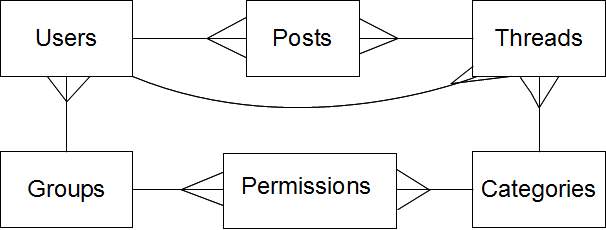 Users
Posts
Threads
Groups
Permissions
Categories